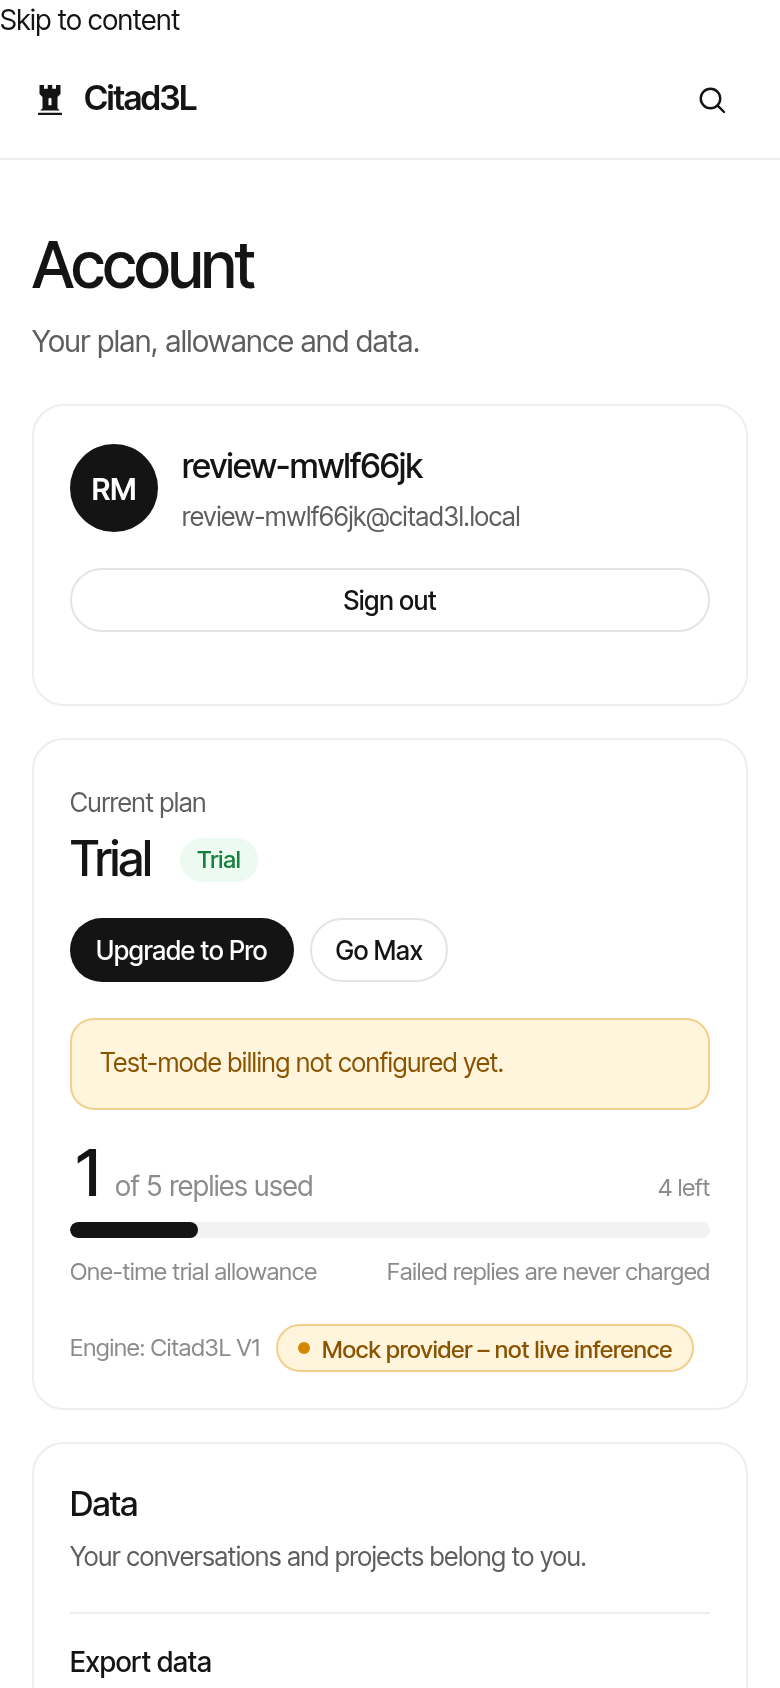 Skip to content
Citad3L
Account
Your plan, allowance and data.
RM
review-mwlf66jk
review-mwlf66jk@citad3l.local
Sign out
Current plan
Trial Trial
Upgrade to Pro Go Max
Test-mode billing not configured yet.
1 of 5 replies used 4 left
One-time trial allowance Failed replies are never charged
Engine: Citad3L V1 Mock provider – not live inference
Data
Your conversations and projects belong to you.
Export data